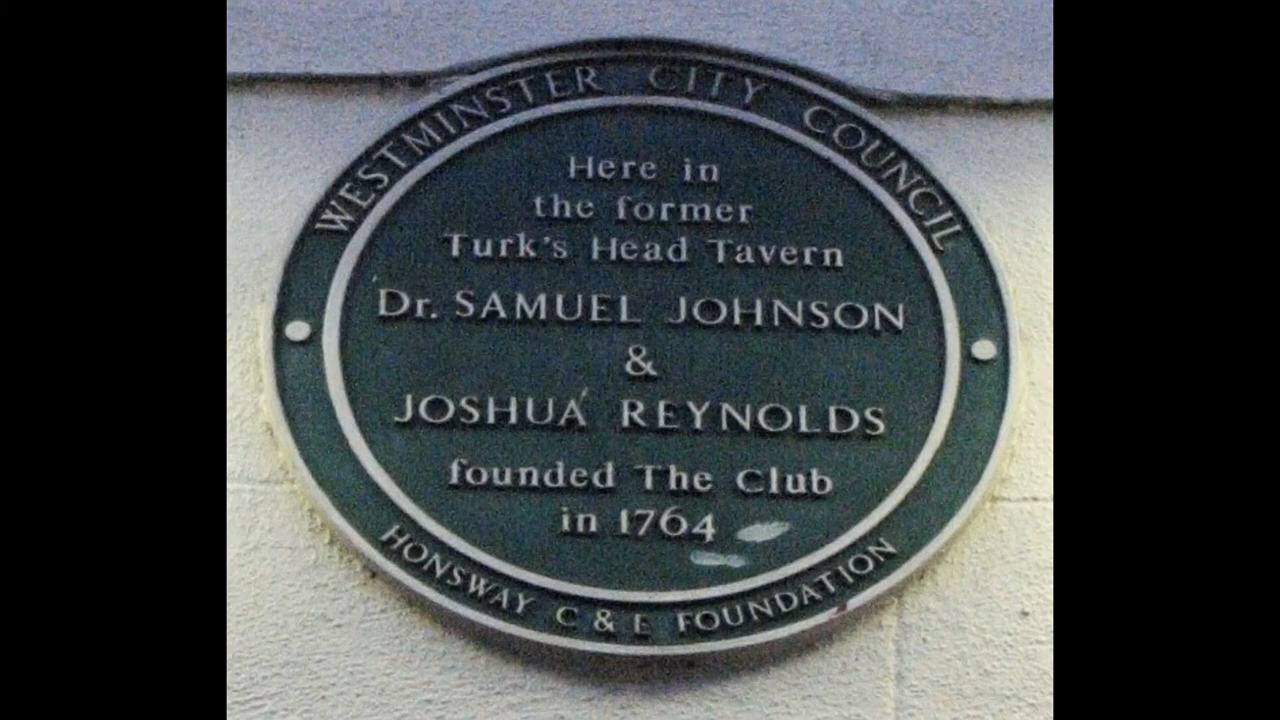 WESTMINSTER CITY COUNCIL
Here in
the former
Turk's Head Tavern
Dr. SAMUEL JOHNSON
&
JOSHUA REYNOLDS
founded The Club
in 1764
HONSWAY C & E FOUNDATION